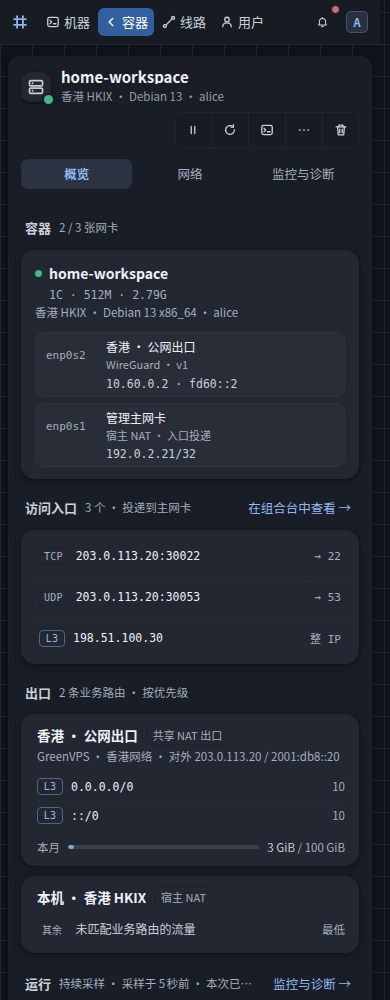 机器 容器 线路 用户 A
home-workspace
香港 HKIX • Debian 13 • alice
概览 网络 监控与诊断
容器 2 / 3 张网卡
home-workspace
1C · 512M · 2.79G
香港 HKIX • Debian 13 x86_64 • alice
enp0s2 香港 • 公网出口
WireGuard • v1
10.60.0.2 · fd60::2
enp0s1 管理主网卡
宿主 NAT • 入口投递
192.0.2.21/32
访问入口 3 个 • 投递到主网卡 在组合台中查看 →
TCP 203.0.113.20:30022 → 22
UDP 203.0.113.20:30053 → 53
L3 198.51.100.30 整 IP
出口 2 条业务路由 • 按优先级
香港 • 公网出口 共享 NAT 出口
GreenVPS • 香港网络 • 对外 203.0.113.20 / 2001:db8::20
L3 0.0.0.0/0 10
L3 ::/0 10
本月 3 GiB / 100 GiB
本机 • 香港 HKIX 宿主 NAT
其余 未匹配业务路由的流量 最低
运行 持续采样 • 采样于 5 秒前 • 本次已… 监控与诊断 →